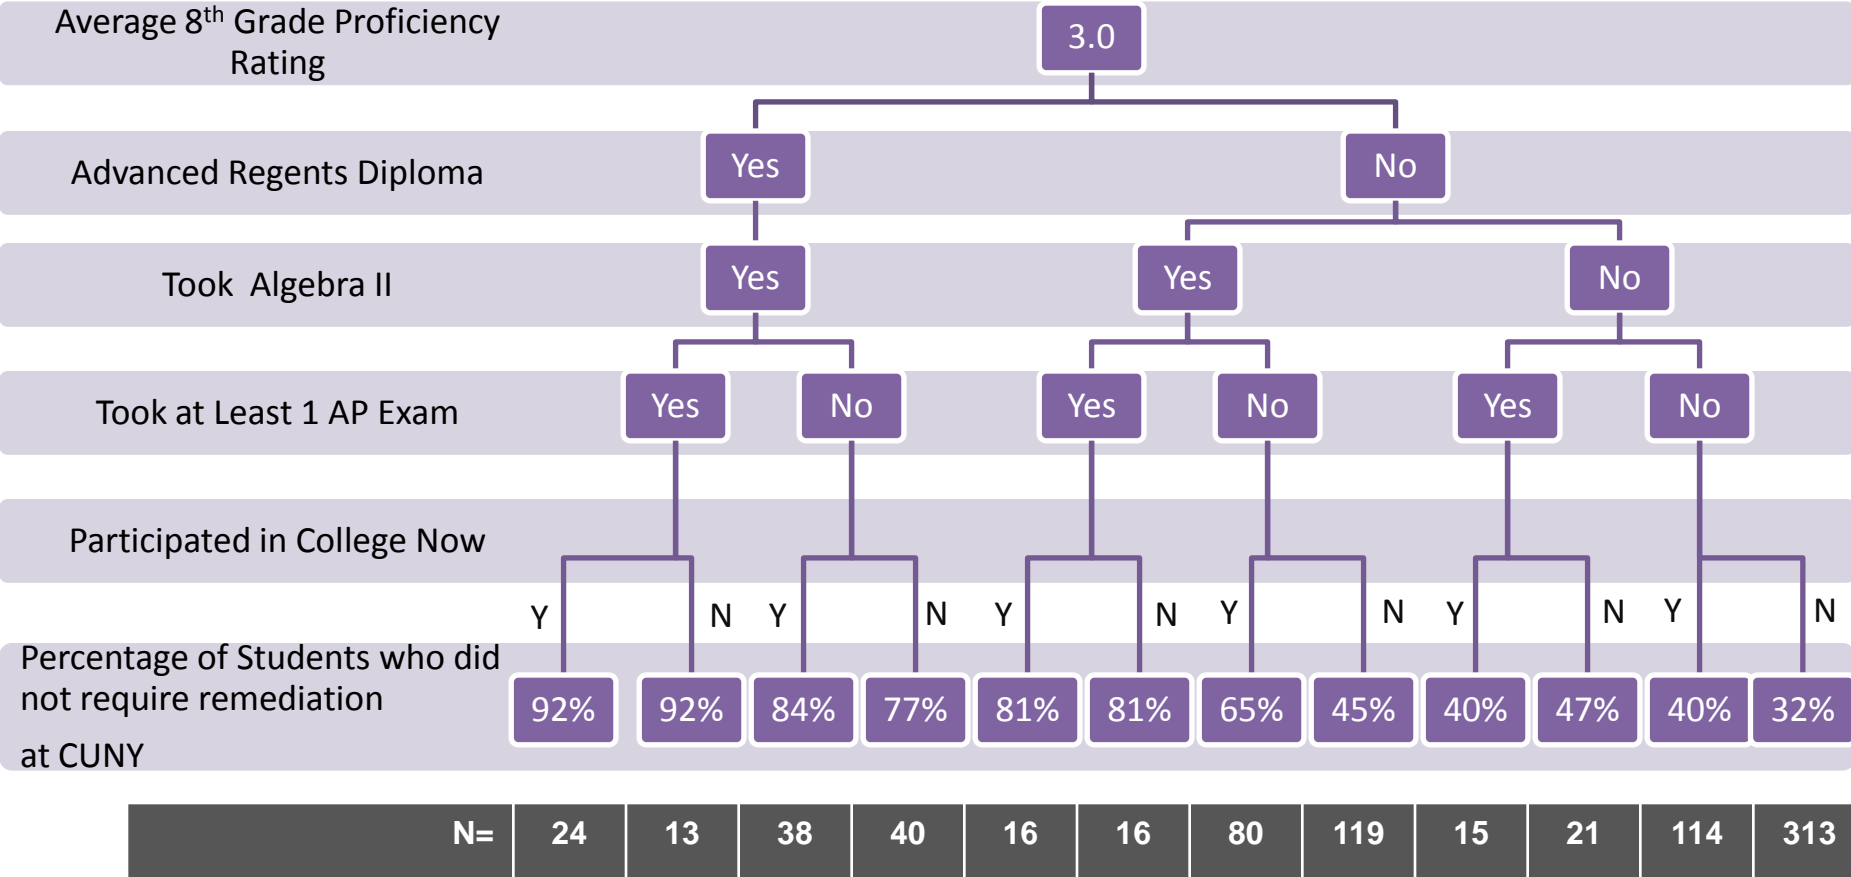 Average 8th Grade Proficiency
Rating
3.0
Advanced Regents Diploma
Yes
No
Took Algebra II
Yes
Yes
No
Took at Least 1 AP Exam
Yes
No
Yes
No
Yes
No
Participated in College Now
Y
N
Y
N
Y
N
Y
N
Y
N
Y
N
Percentage of Students who did
not require remediation
at CUNY
92%
92%
84%
77%
81%
81%
65%
45%
40%
47%
40%
32%
N= 24 13 38 40 16 16 80 119 15 21 114 313